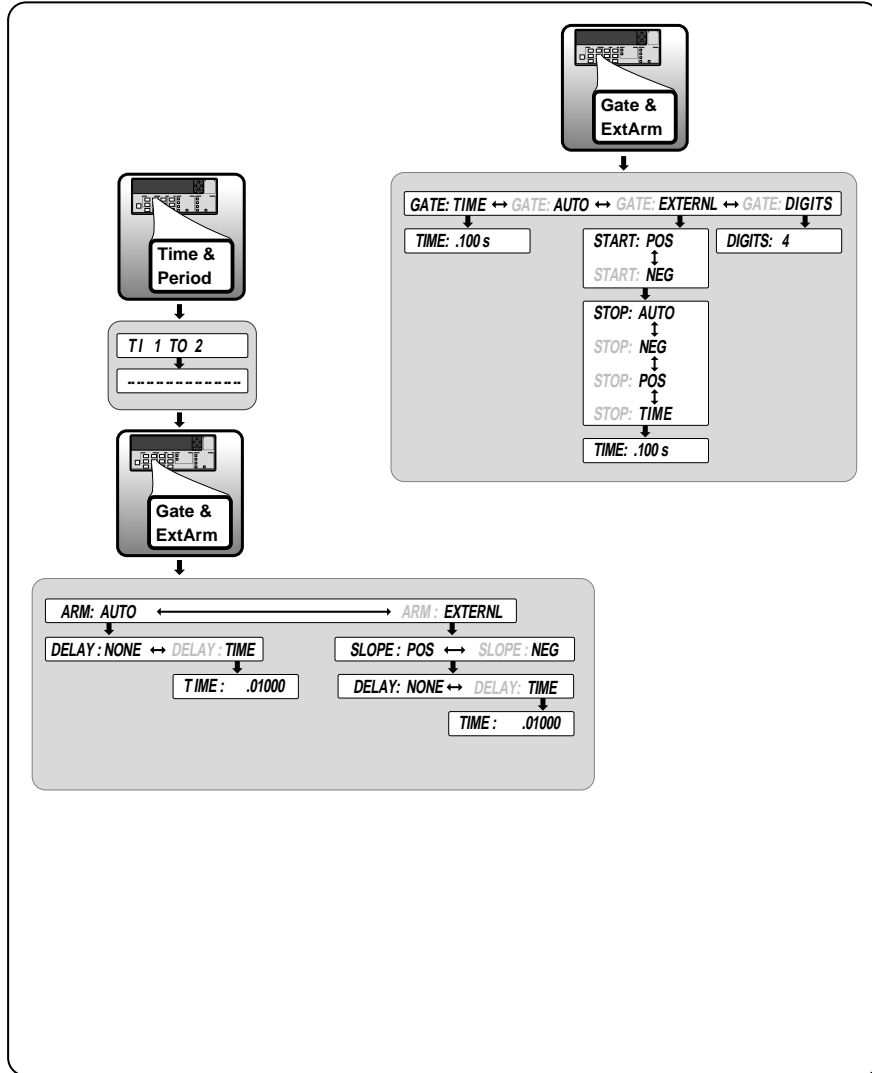 Gate &
ExtArm
GATE: TIME ↔ GATE: AUTO ↔ GATE: EXTERNL ↔ GATE: DIGITS
TIME: .100 s
START: POS
START: NEG
STOP: AUTO
STOP: NEG
STOP: POS
STOP: TIME
TIME: .100 s
DIGITS: 4
Time &
Period
TI 1 TO 2
--------------
Gate &
ExtArm
ARM: AUTO ↔ ARM : EXTERNL
DELAY : NONE ↔ DELAY : TIME
TIME : .01000
SLOPE : POS ↔ SLOPE : NEG
DELAY: NONE ↔ DELAY: TIME
TIME : .01000